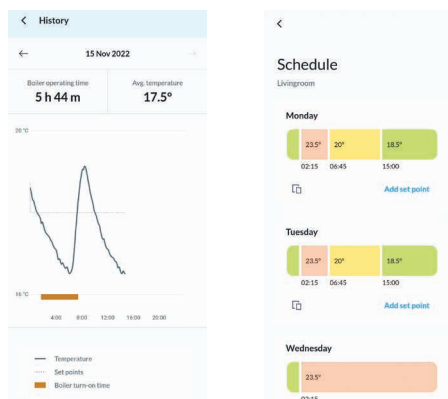 History
15 Nov 2022
Boiler operating time
5 h 44 m
Avg. temperature
17.5°
20 °C
16 °C
4:00 8:00 12:00 16:00 20:00
Temperature
Set points
Boiler turn-on time
Schedule
Livingroom
Monday
23.5° 20° 18.5°
02:15 06:45 15:00
Add set point
Tuesday
23.5° 20° 18.5°
02:15 06:45 15:00
Add set point
Wednesday
23.5°
02:15